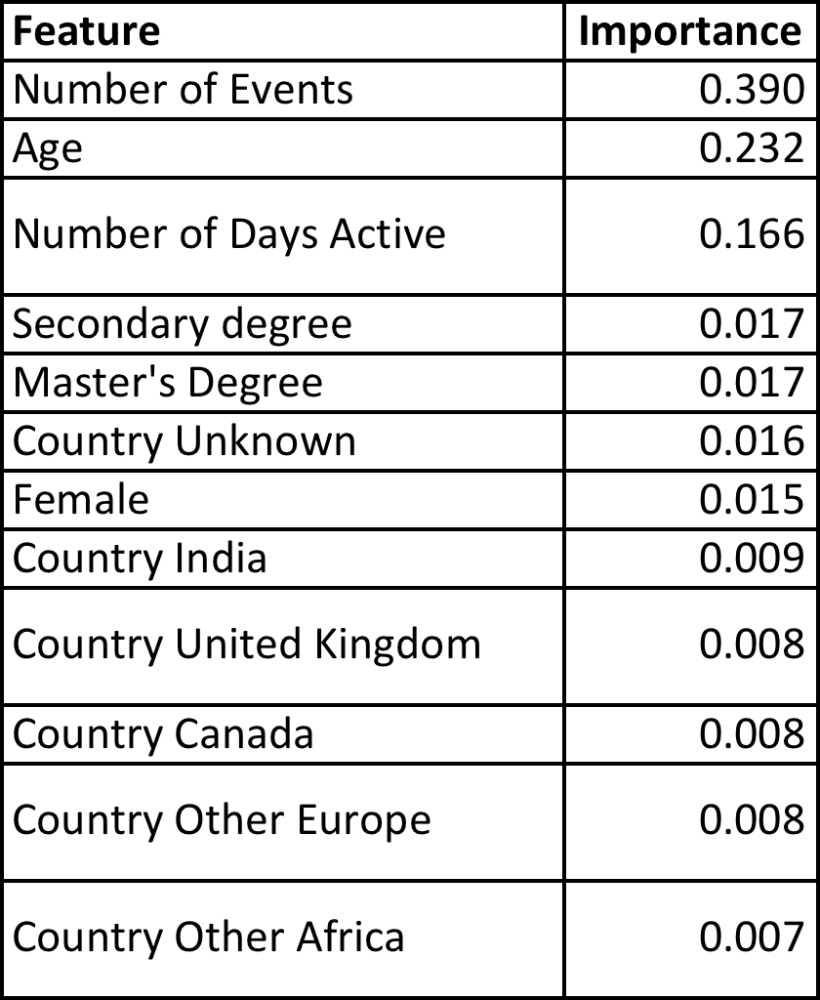 Feature Importance
Number of Events 0.390
Age 0.232
Number of Days Active 0.166
Secondary degree 0.017
Master's Degree 0.017
Country Unknown 0.016
Female 0.015
Country India 0.009
Country United Kingdom 0.008
Country Canada 0.008
Country Other Europe 0.008
Country Other Africa 0.007